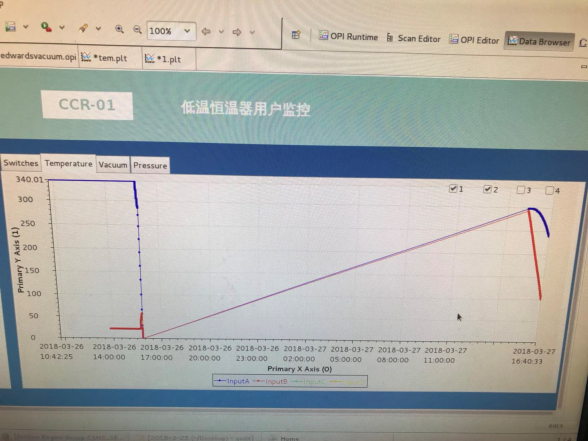 100%
OPI Runtime
Scan Editor
OPI Editor
Data Browser
edwardsvacuum.opi
*tem.plt
*1.plt
CCR-01
低温恒温器用户监控
Switches
Temperature
Vacuum
Pressure
1
2
3
4
Primary Y Axis (1)
340.01
300
250
200
150
100
50
0
2018-03-26 10:42:25
2018-03-26 14:00:00
2018-03-26 17:00:00
2018-03-26 20:00:00
2018-03-26 23:00:00
2018-03-27 02:00:00
2018-03-27 05:00:00
2018-03-27 08:00:00
2018-03-27 11:00:00
2018-03-27 16:40:33
Primary X Axis (0)
InputA
InputB
Home